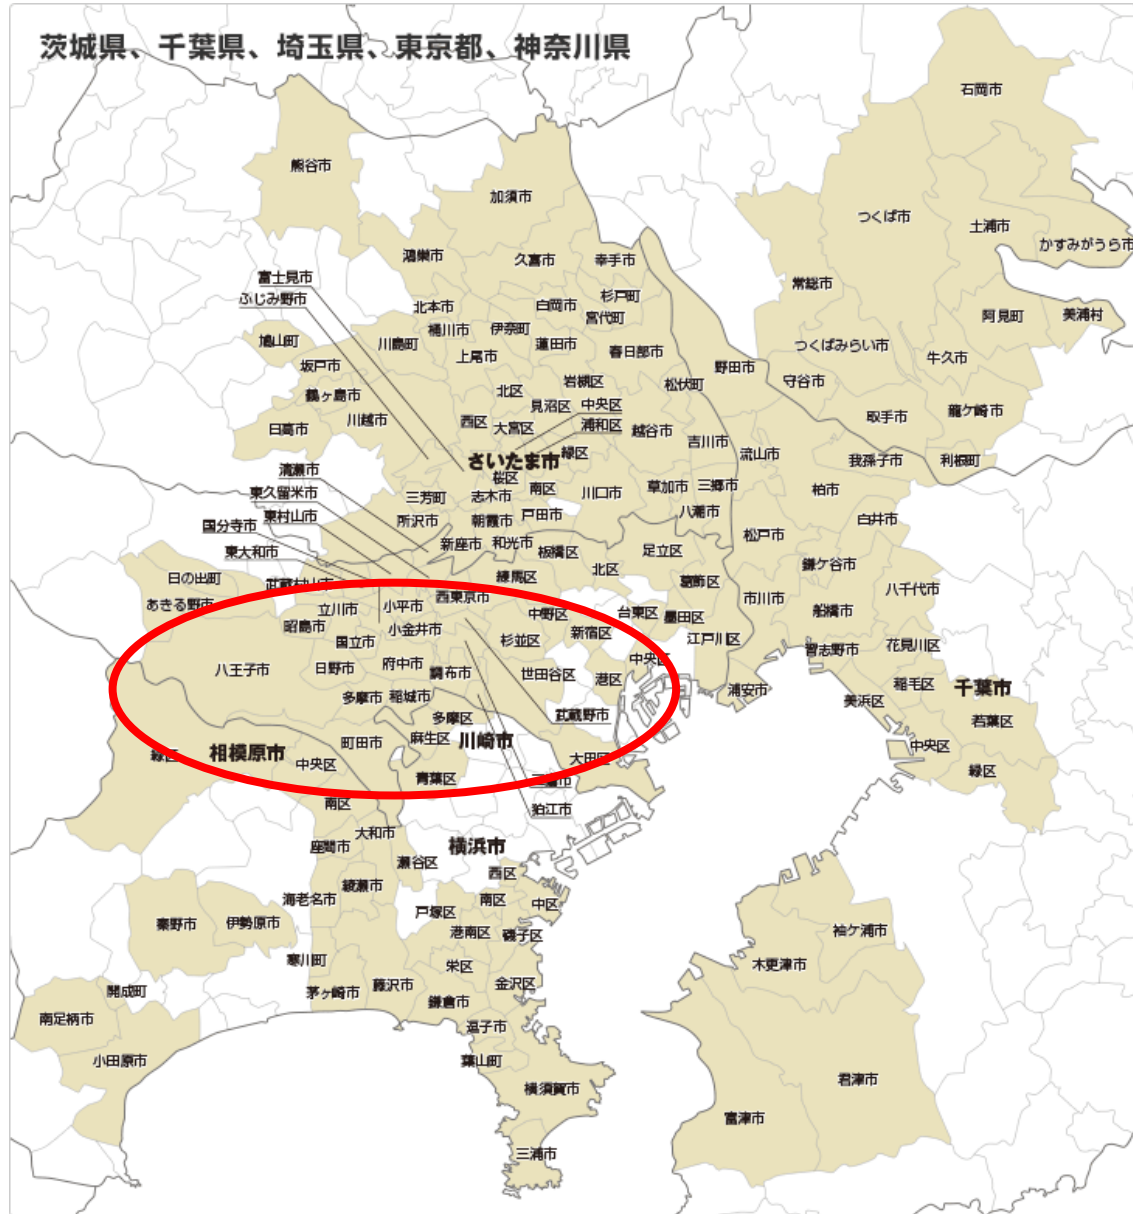 茨城県、千葉県、埼玉県、東京都、神奈川県
石岡市
熊谷市
加須市
つくば市
土浦市
かすみがうら市
鴻巣市
久喜市
幸手市
富士見市
常総市
ふじみ野市
杉戸町
北本市
白岡市
宮代町
阿見町
美浦村
桶川市
伊奈町
鳩山町
川島町
蓮田市
つくばみらい市
上尾市
春日部市
牛久市
坂戸市
野田市
岩槻区
松伏町
守谷市
鶴ヶ島市
北区
見沼区
中央区
取手市
龍ケ崎市
川越市
西区
大宮区
浦和区
越谷市
日高市
吉川市
さいたま市
緑区
流山市
我孫子市
利根町
清瀬市
桜区
南区
草加市
三郷市
柏市
東久留米市
三芳町
志木市
川口市
東村山市
戸田市
八潮市
白井市
国分寺市
所沢市
朝霞市
松戸市
東大和市
新座市
和光市
板橋区
足立区
鎌ケ谷市
日の出町
武蔵村山市
練馬区
北区
葛飾区
八千代市
あきる野市
立川市
小平市
西東京市
中野区
台東区
墨田区
市川市
船橋市
昭島市
小金井市
新宿区
国立市
杉並区
江戸川区
習志野市
花見川区
八王子市
日野市
府中市
調布市
世田谷区
港区
中央区
浦安市
稲毛区
千葉市
多摩市
稲城市
武蔵野市
美浜区
若葉区
多摩区
緑区
相模原市
町田市
麻生区
川崎市
中央区
大田区
中央区
青葉区
三鷹市
緑区
南区
狛江市
座間市
大和市
横浜市
瀬谷区
西区
綾瀬市
海老名市
南区
中区
戸塚区
秦野市
伊勢原市
港南区
磯子区
袖ケ浦市
寒川町
栄区
木更津市
開成町
茅ヶ崎市
藤沢市
金沢区
鎌倉市
南足柄市
逗子市
小田原市
葉山町
横須賀市
君津市
富津市
三浦市